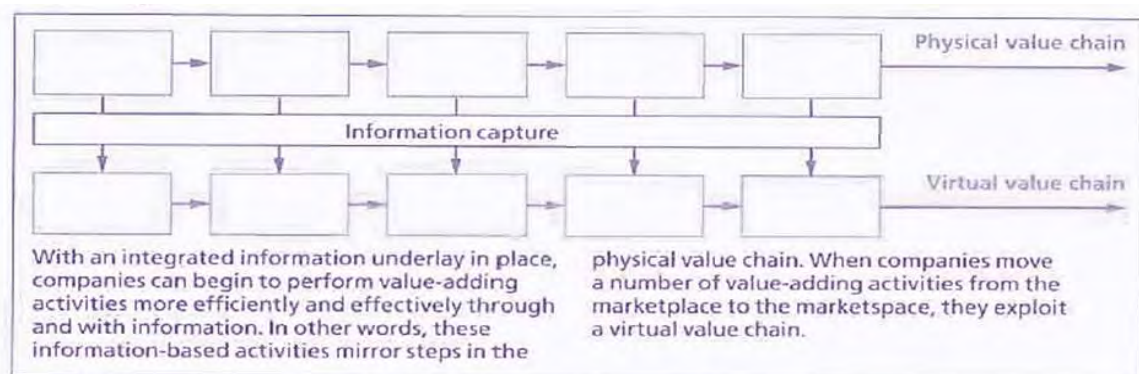 Physical value chain
Information capture
Virtual value chain
With an integrated information underlay in place,
companies can begin to perform value-adding
activities more efficiently and effectively through
and with information. In other words, these
information-based activities mirror steps in the
physical value chain. When companies move
a number of value-adding activities from the
marketplace to the marketspace, they exploit
a virtual value chain.